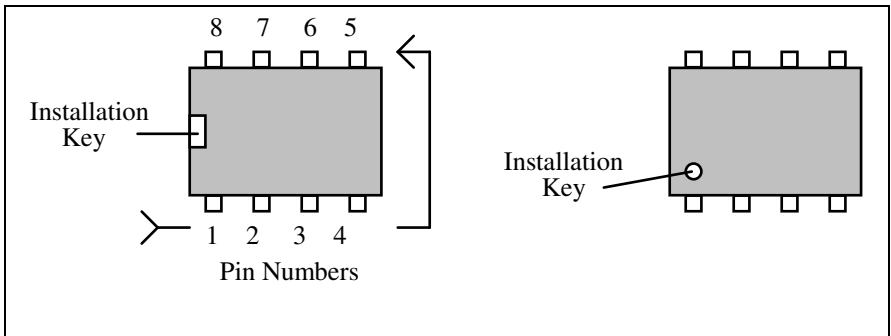 8 7 6 5
Installation
Key
1 2 3 4
Pin Numbers
Installation
Key